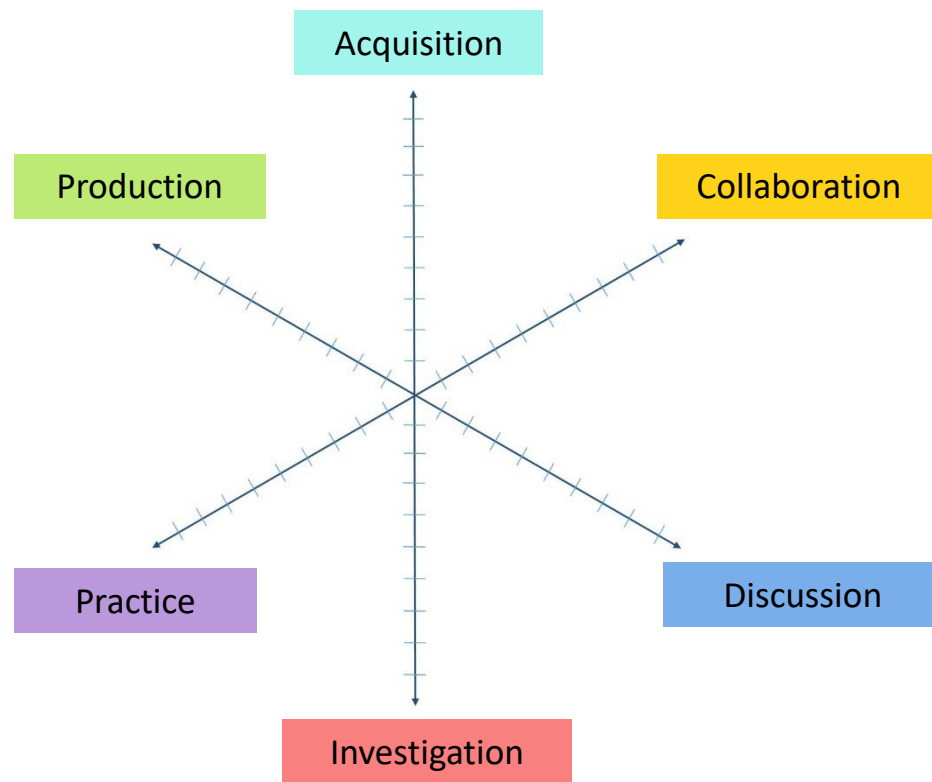 Acquisition
Production
Collaboration
Practice
Discussion
Investigation